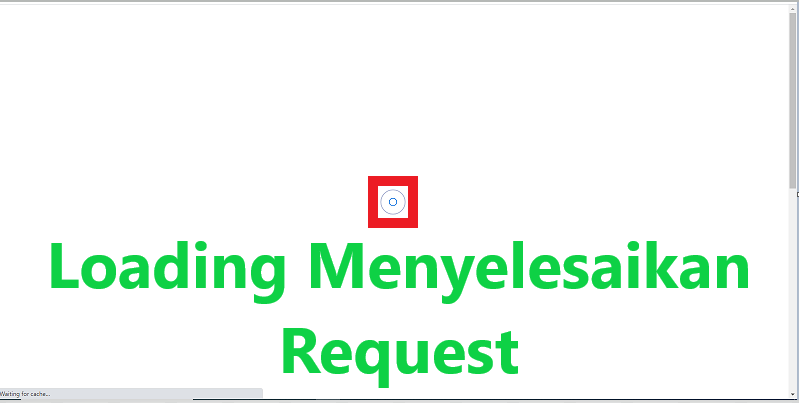 Loading Menyelesaikan
Request
Waiting for cache...